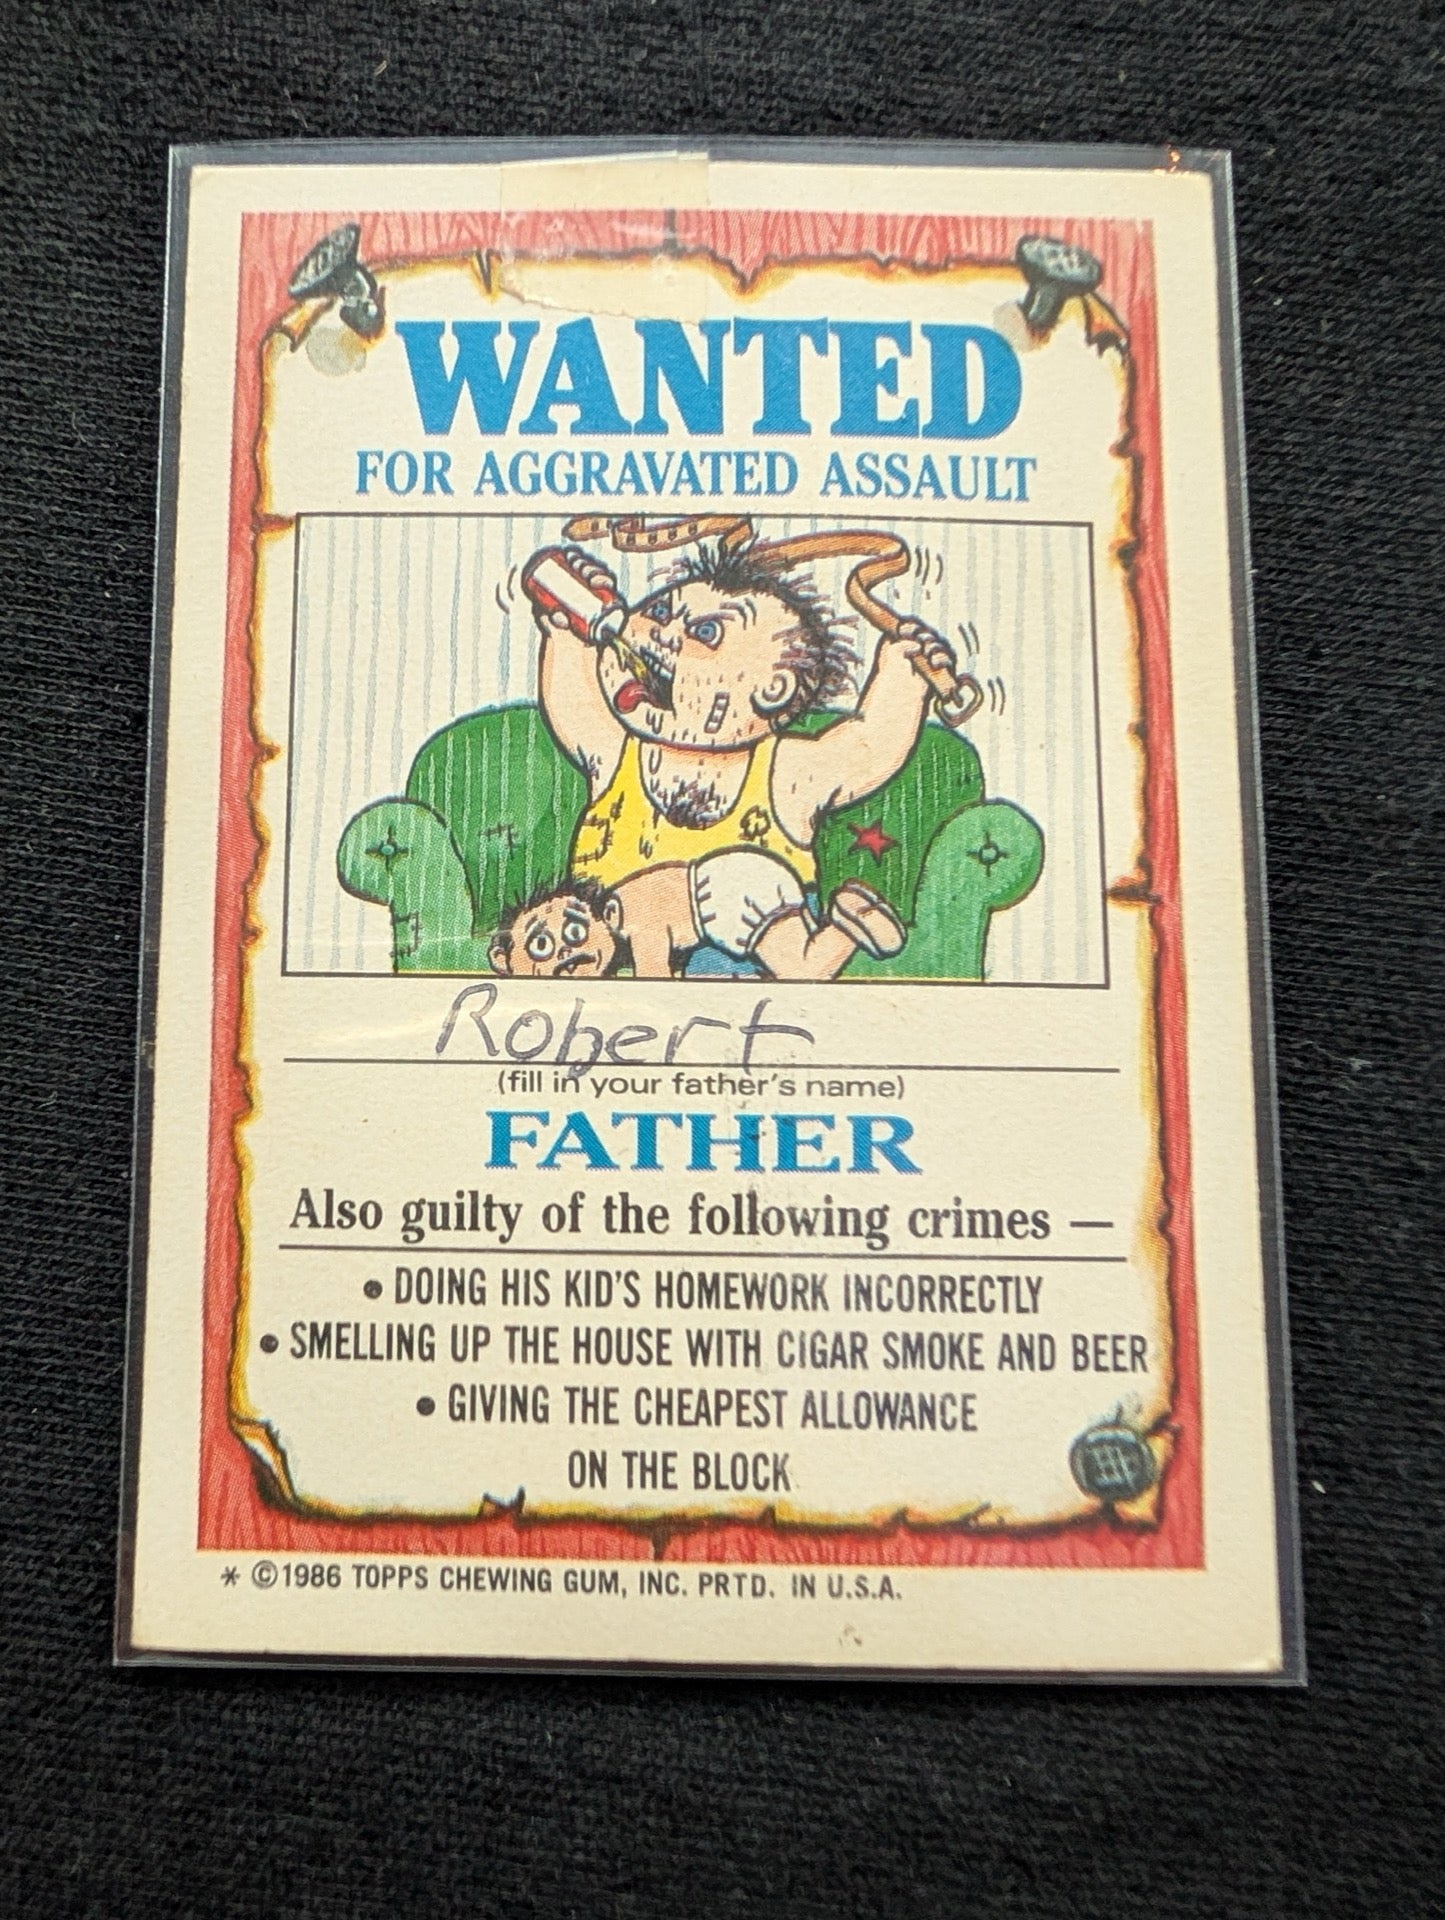 WANTED
FOR AGGRAVATED ASSAULT
Robert
(fill in your father's name)
FATHER
Also guilty of the following crimes —
• DOING HIS KID'S HOMEWORK INCORRECTLY
• SMELLING UP THE HOUSE WITH CIGAR SMOKE AND BEER
• GIVING THE CHEAPEST ALLOWANCE
ON THE BLOCK
* ©1986 TOPPS CHEWING GUM, INC. PRTD. IN U.S.A.